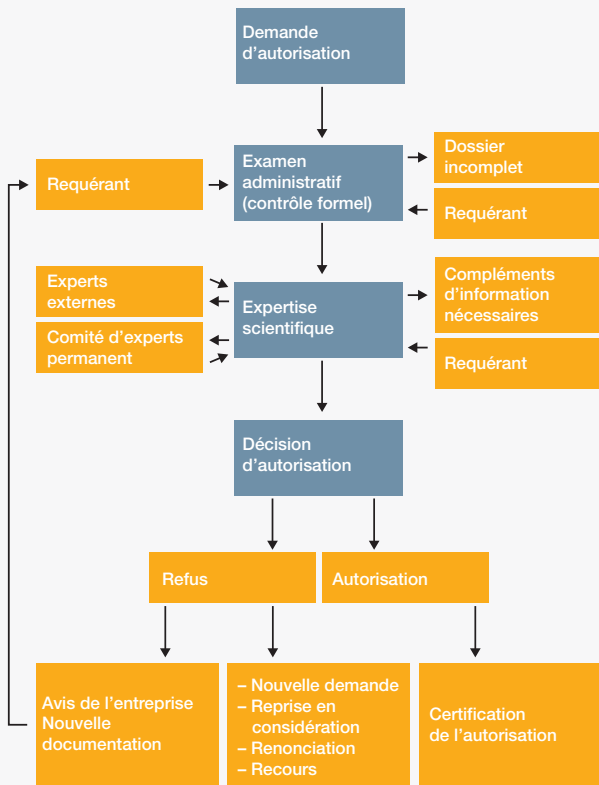 Demande
d'autorisation
Requérant
Examen
administratif
(contrôle formel)
Dossier
incomplet
Requérant
Experts
externes
Comité d'experts
permanent
Expertise
scientifique
Compléments
d'information
nécessaires
Requérant
Décision
d'autorisation
Refus
Autorisation
Avis de l'entreprise
Nouvelle
documentation
– Nouvelle demande
– Reprise en
considération
– Renonciation
– Recours
Certification
de l'autorisation